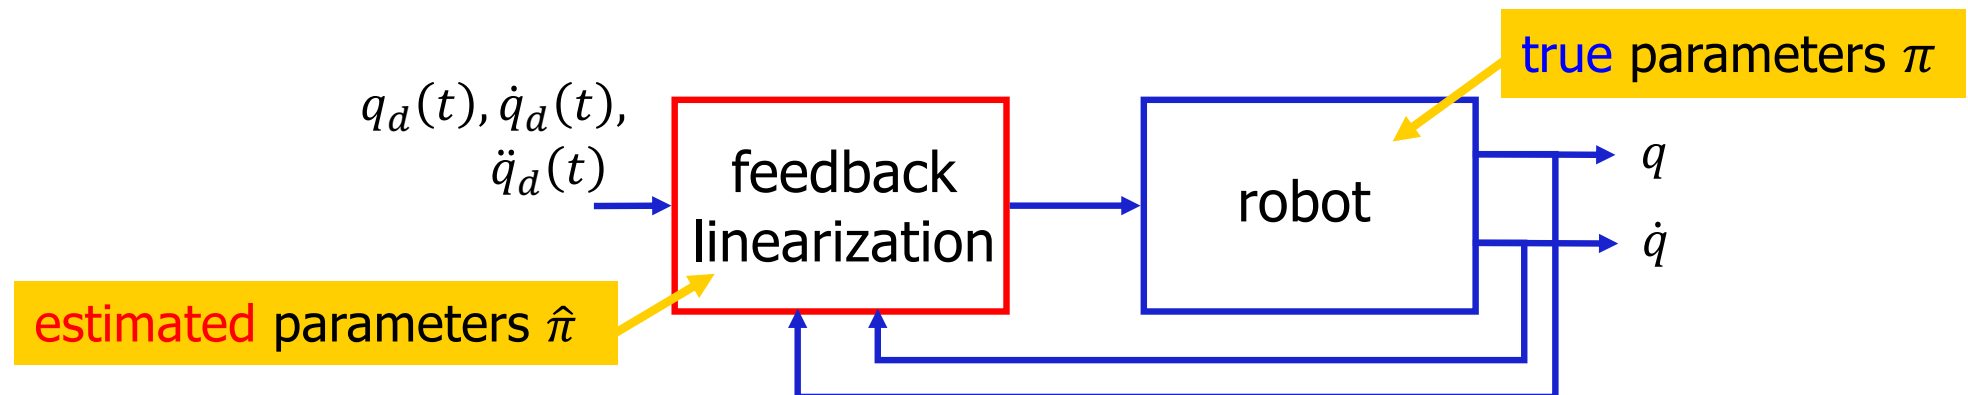 true parameters π
q_d(t), q̇_d(t),
q̈_d(t)
feedback
linearization
robot
q
q̇
estimated parameters π̂